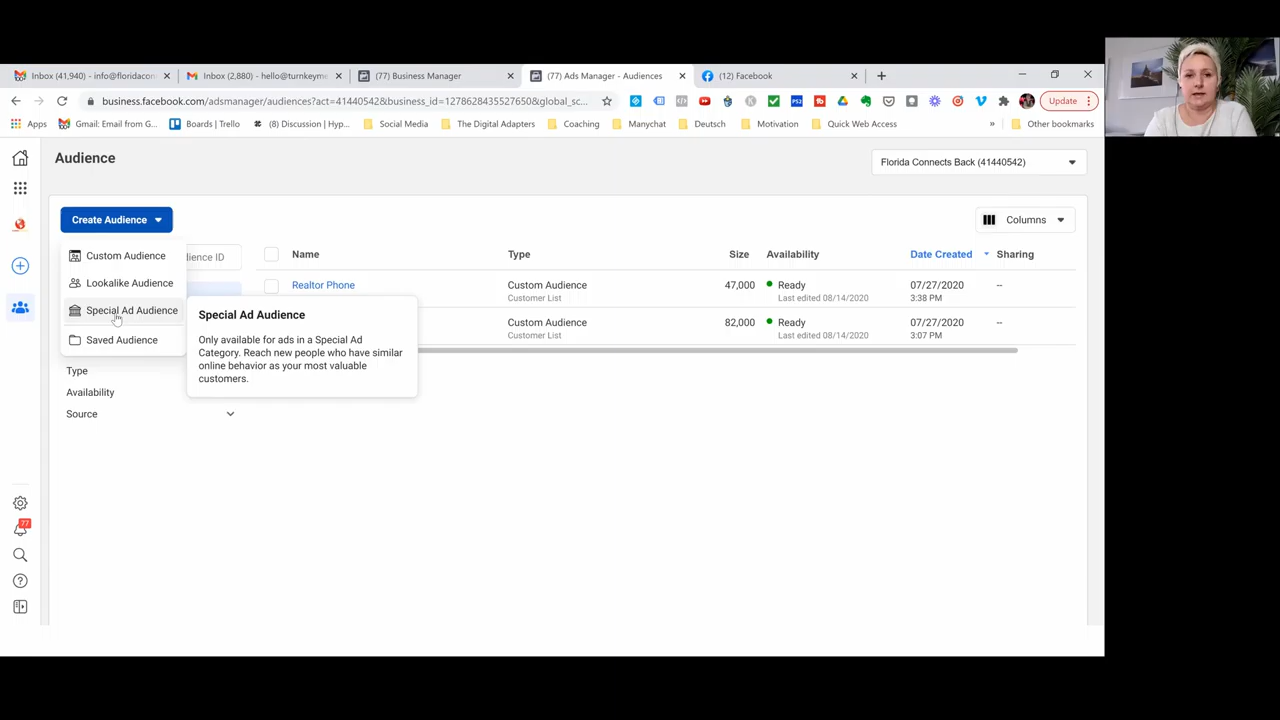 Inbox (41,940) - info@floridacon
Inbox (2,880) - hello@turnkeyme
(77) Business Manager
(77) Ads Manager - Audiences
(12) Facebook
business.facebook.com/adsmanager/audiences?act=41440542&business_id=1278628435527650&global_sc...
Update
Apps
Gmail: Email from G...
Boards | Trello
(8) Discussion | Hyp...
Social Media
The Digital Adapters
Coaching
Manychat
Deutsch
Motivation
Quick Web Access
»
Other bookmarks
Audience
Florida Connects Back (41440542)
Create Audience
Columns
Custom Audience
Lookalike Audience
Special Ad Audience
Saved Audience
ience ID
Name
Type
Size
Availability
Date Created
Sharing
Realtor Phone
Custom Audience
Customer List
47,000
Ready
Last edited 08/14/2020
07/27/2020
3:38 PM
--
Custom Audience
Customer List
82,000
Ready
Last edited 08/14/2020
07/27/2020
3:07 PM
--
Special Ad Audience
Only available for ads in a Special Ad
Category. Reach new people who have similar
online behavior as your most valuable
customers.
Type
Availability
Source
77